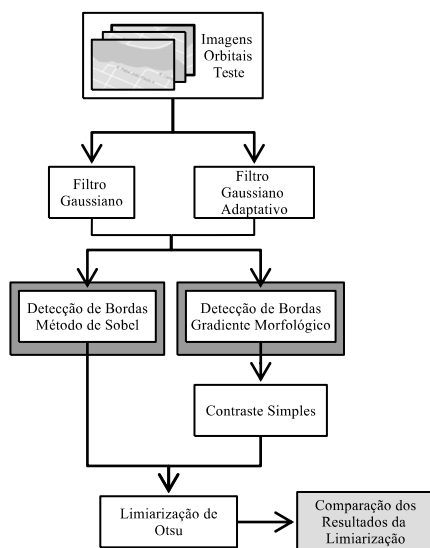 Imagens
Orbitais
Teste
Filtro
Gaussiano
Filtro
Gaussiano
Adaptativo
Detecção de Bordas
Método de Sobel
Detecção de Bordas
Gradiente Morfológico
Contraste Simples
Limiarização de
Otsu
Comparação dos
Resultados da
Limiarização